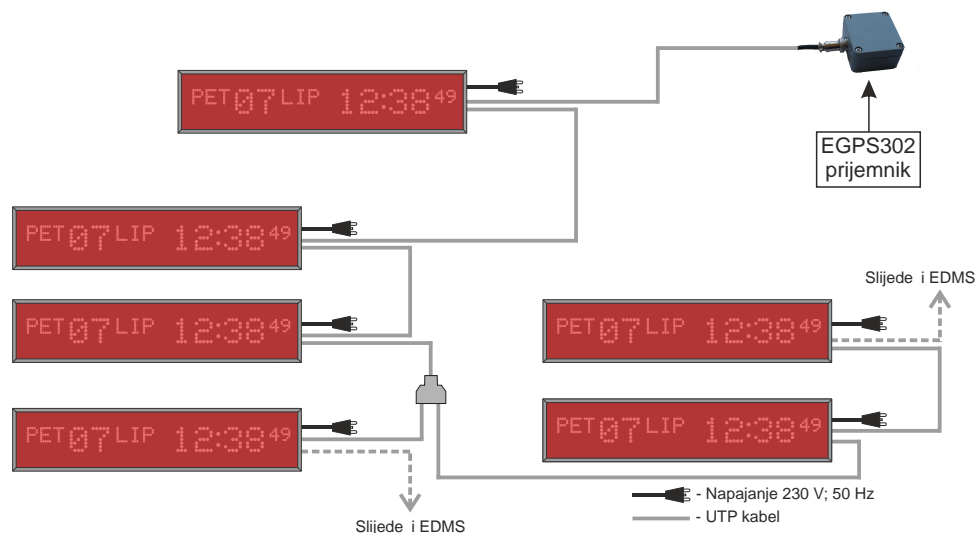 PET 07 LIP 12:38 49
EGPS302
prijemnik
PET 07 LIP 12:38 49
PET 07 LIP 12:38 49
PET 07 LIP 12:38 49
Slijede i EDMS
Slijede i EDMS
PET 07 LIP 12:38 49
PET 07 LIP 12:38 49
- Napajanje 230 V; 50 Hz
- UTP kabel